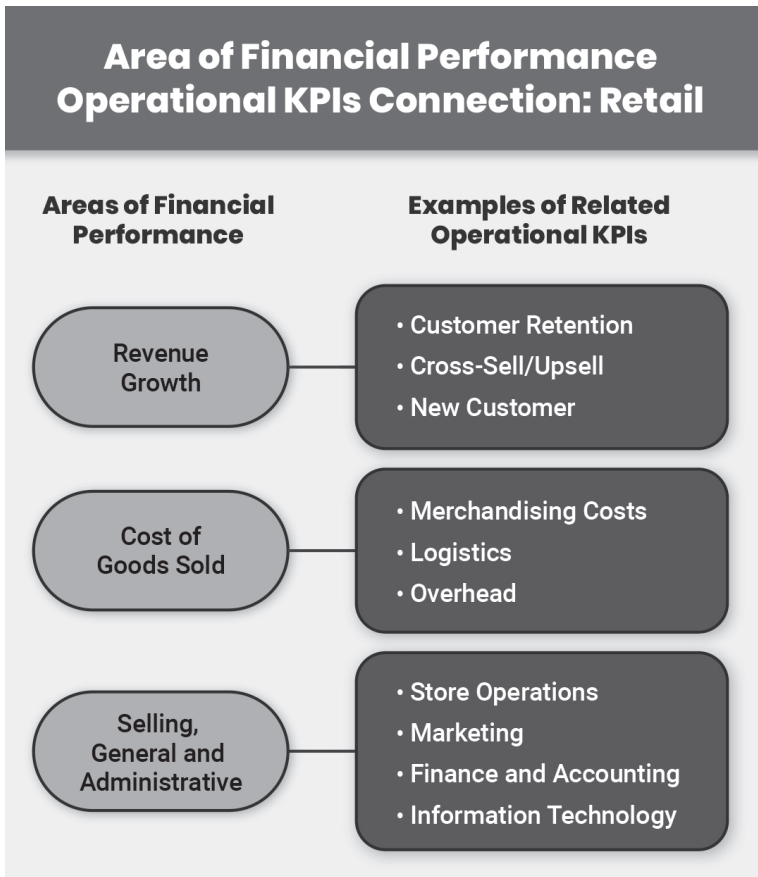 Area of Financial Performance
Operational KPIs Connection: Retail
Areas of Financial
Performance
Examples of Related
Operational KPIs
Revenue
Growth
• Customer Retention
• Cross-Sell/Upsell
• New Customer
Cost of
Goods Sold
• Merchandising Costs
• Logistics
• Overhead
Selling,
General and
Administrative
• Store Operations
• Marketing
• Finance and Accounting
• Information Technology